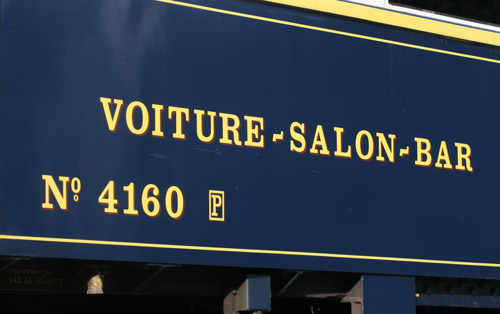 VOITURE-SALON-BAR
Nº 4160 P